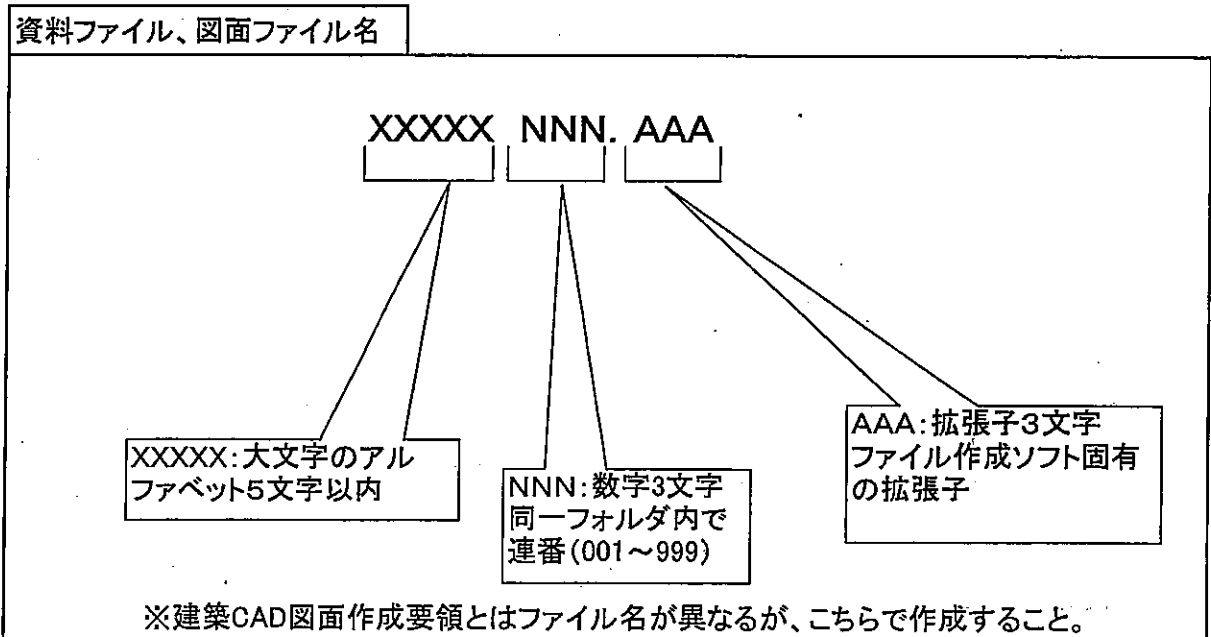 資料ファイル、図面ファイル名
XXXXX NNN. AAA
XXXXX:大文字のアル
ファベット5文字以内
NNN:数字3文字
同一フォルダ内で
連番(001～999)
AAA:拡張子3文字
ファイル作成ソフト固有
の拡張子
※建築CAD図面作成要領とはファイル名が異なるが、こちらで作成すること。